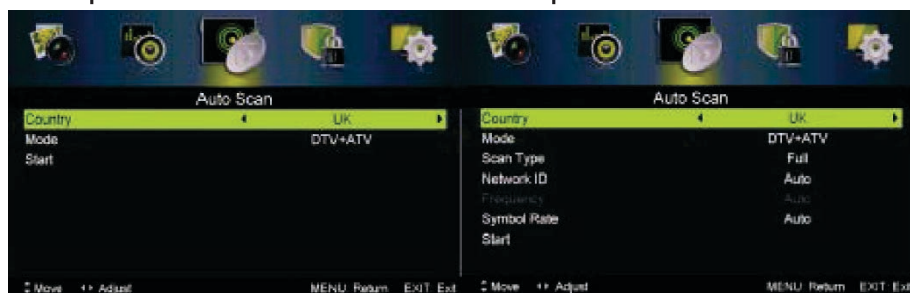 Auto Scan
Country UK
Mode DTV+ATV
Start
Move Adjust MENU Return EXIT Exit
Auto Scan
Country UK
Mode DTV+ATV
Scan Type Full
Network ID Auto
Frequency Auto
Symbol Rate Auto
Start
Move Adjust MENU Return EXIT Exit